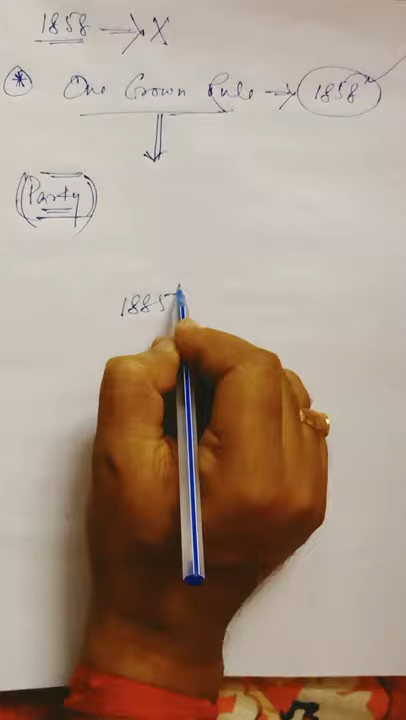 1858 → X
* One Crown Rule → 1858
(Party)
1885